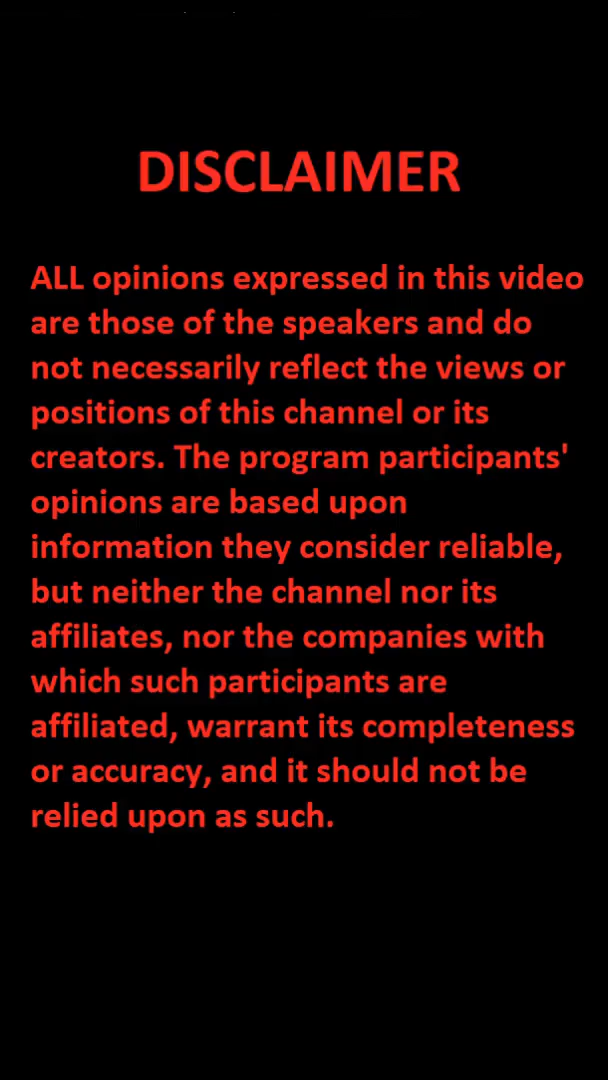 DISCLAIMER
ALL opinions expressed in this video
are those of the speakers and do
not necessarily reflect the views or
positions of this channel or its
creators. The program participants'
opinions are based upon
information they consider reliable,
but neither the channel nor its
affiliates, nor the companies with
which such participants are
affiliated, warrant its completeness
or accuracy, and it should not be
relied upon as such.